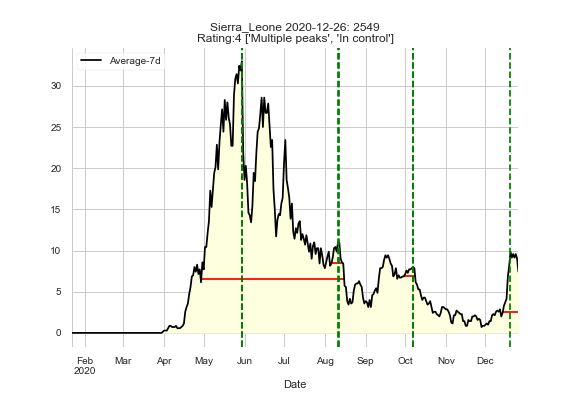 Sierra_Leone 2020-12-26: 2549
Rating:4 ['Multiple peaks', 'In control']
Average-7d
30
25
20
15
10
5
0
Feb Mar Apr May Jun Jul Aug Sep Oct Nov Dec
2020
Date